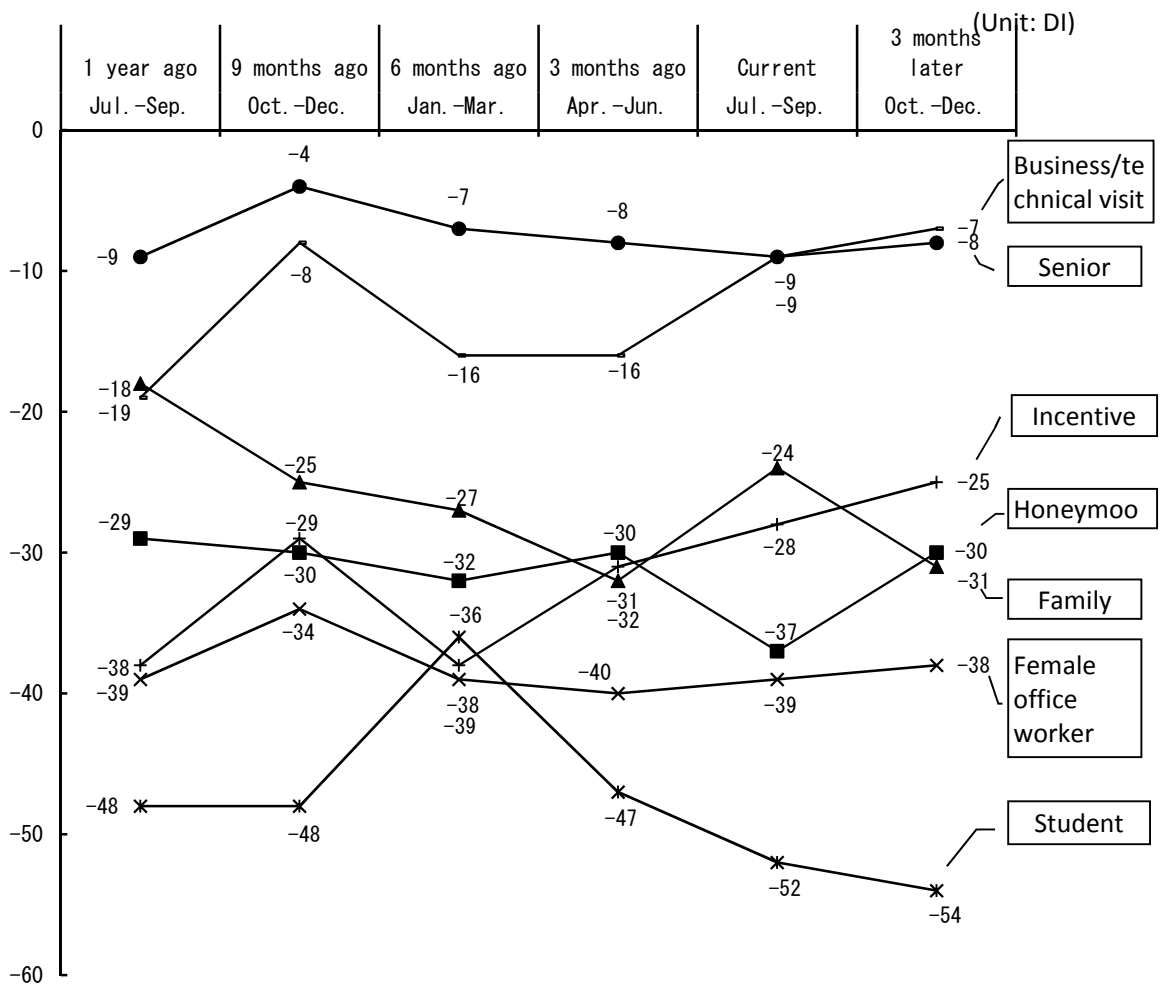 (Unit: DI)
1 year ago
Jul.-Sep.
9 months ago
Oct.-Dec.
6 months ago
Jan.-Mar.
3 months ago
Apr.-Jun.
Current
Jul.-Sep.
3 months
later
Oct.-Dec.
0
-10
-20
-30
-40
-50
-60
-4
-7
-8
-9
-8
-9
-9
-7
-8
-16
-16
-18
-19
-25
-27
-24
-25
-29
-29
-30
-32
-30
-28
-30
-31
-31
-32
-34
-36
-37
-38
-39
-38
-39
-40
-39
-38
-48
-48
-47
-52
-54
Business/te
chnical visit
Senior
Incentive
Honeymoo
Family
Female
office
worker
Student